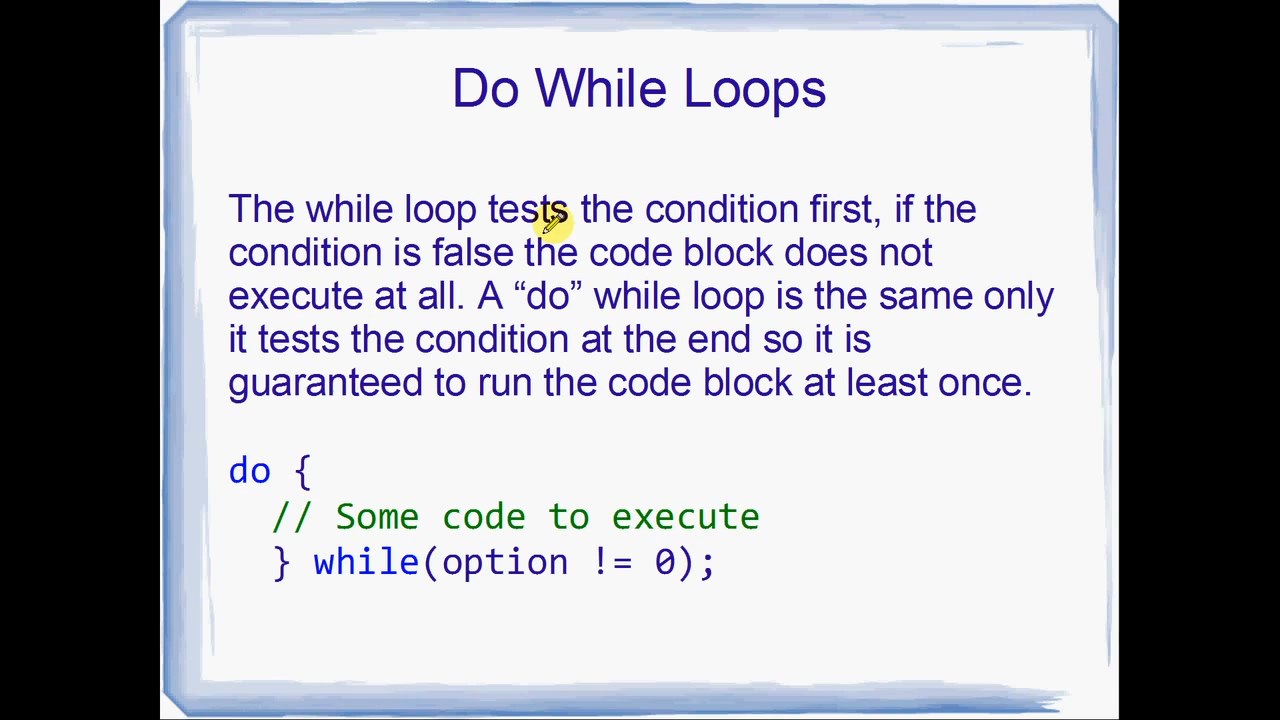 Do While Loops
The while loop tests the condition first, if the
condition is false the code block does not
execute at all. A “do” while loop is the same only
it tests the condition at the end so it is
guaranteed to run the code block at least once.
do {
// Some code to execute
} while(option != 0);